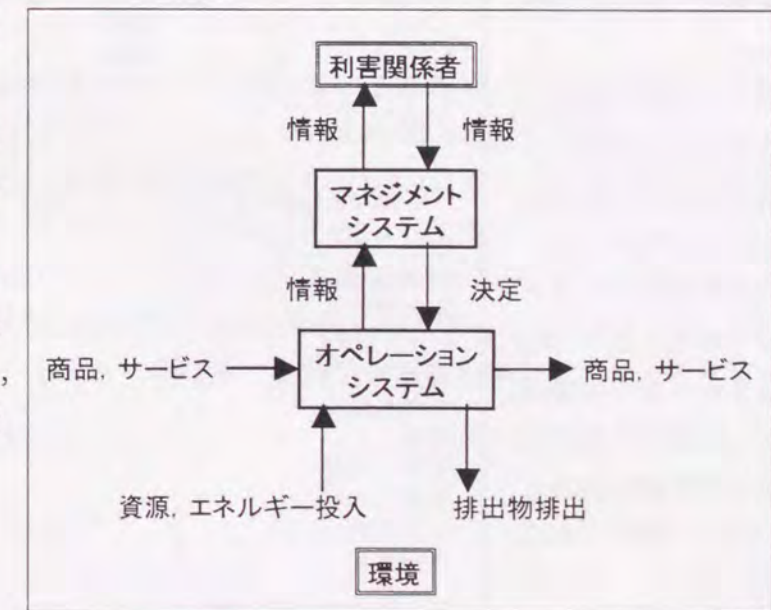 利害関係者
情報 情報
マネジメント
システム
情報 決定
商品, サービス オペレーション 商品, サービス
システム
資源, エネルギー投入 排出物排出
環境